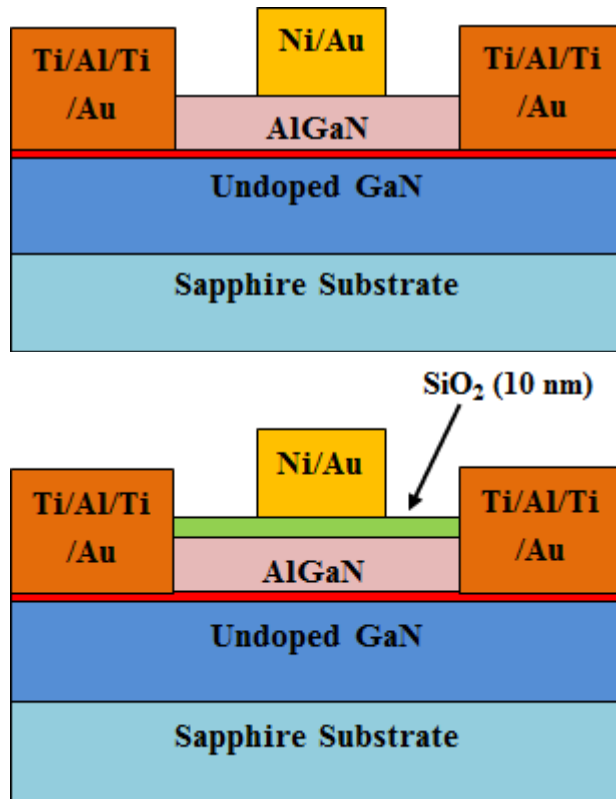 Ti/Al/Ti
/Au
Ni/Au
Ti/Al/Ti
/Au
AlGaN
Undoped GaN
Sapphire Substrate
SiO₂ (10 nm)
Ti/Al/Ti
/Au
Ni/Au
Ti/Al/Ti
/Au
AlGaN
Undoped GaN
Sapphire Substrate